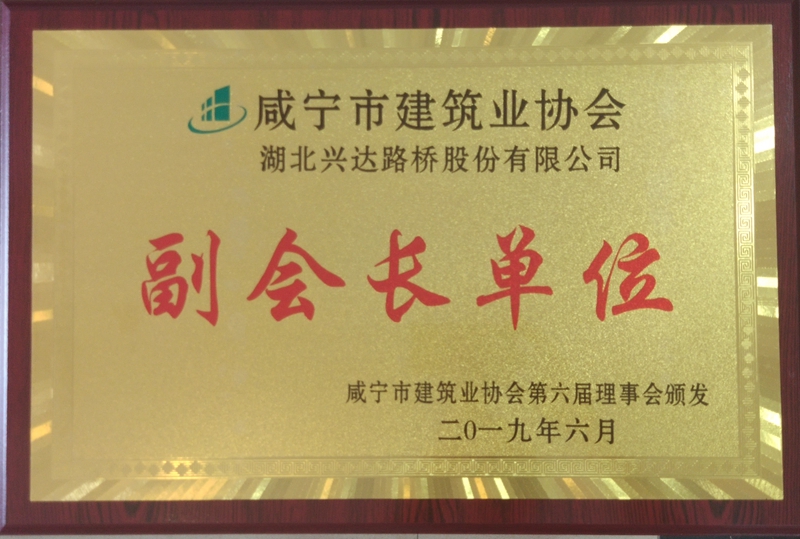 咸宁市建筑业协会
湖北兴达路桥股份有限公司
副会长单位
咸宁市建筑业协会第六届理事会颁发
二0一九年六月